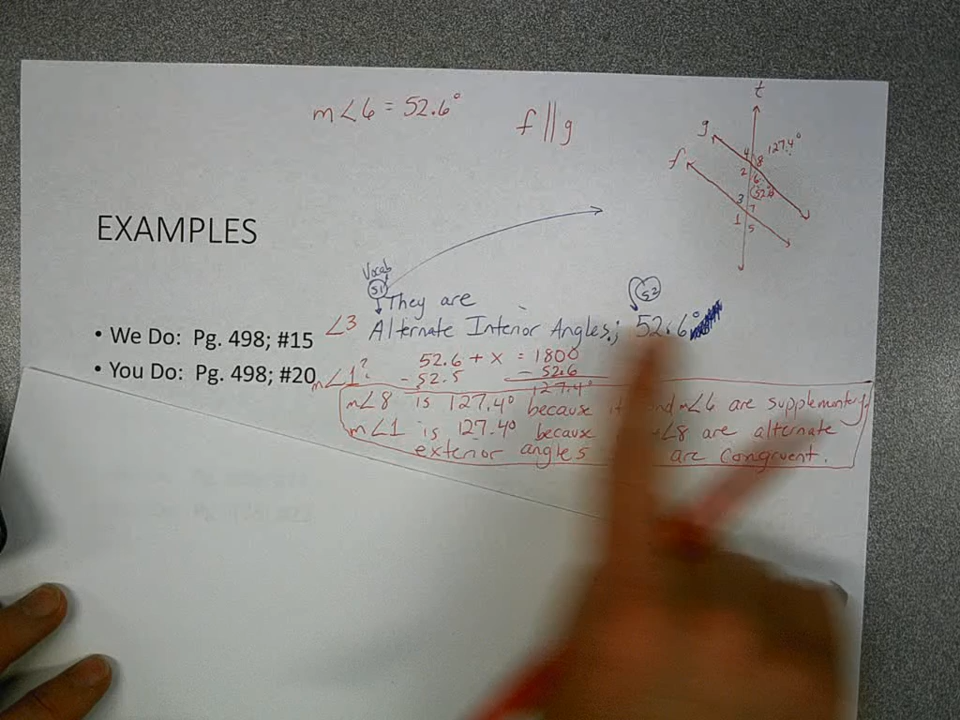 m∠6 = 52.6°
f || g
t
g
f
4 8 127.4°
2 6
52.6
3 7
1 5
EXAMPLES
Vocab
S1
They are
S2
• We Do: Pg. 498; #15
∠3 Alternate Interior Angles; 52.6°
• You Do: Pg. 498; #20
m∠1? 52.6 + x = 180
- 52.5 - 52.6
127.4°
m∠8 is 127.4° because m∠6 are supplementary,
m∠1 is 127.4° because ∠8 are alternate
exterior angles are congruent.